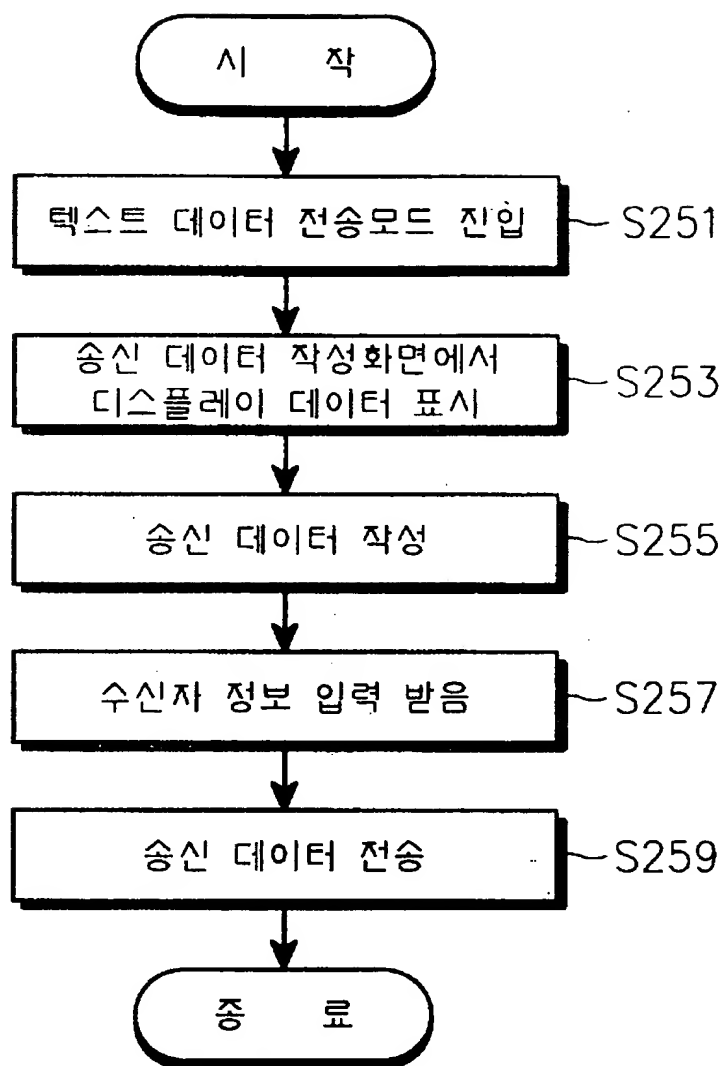 시 작
텍스트 데이터 전송모드 진입
S251
송신 데이터 작성화면에서
디스플레이 데이터 표시
S253
송신 데이터 작성
S255
수신자 정보 입력 받음
S257
송신 데이터 전송
S259
종 료